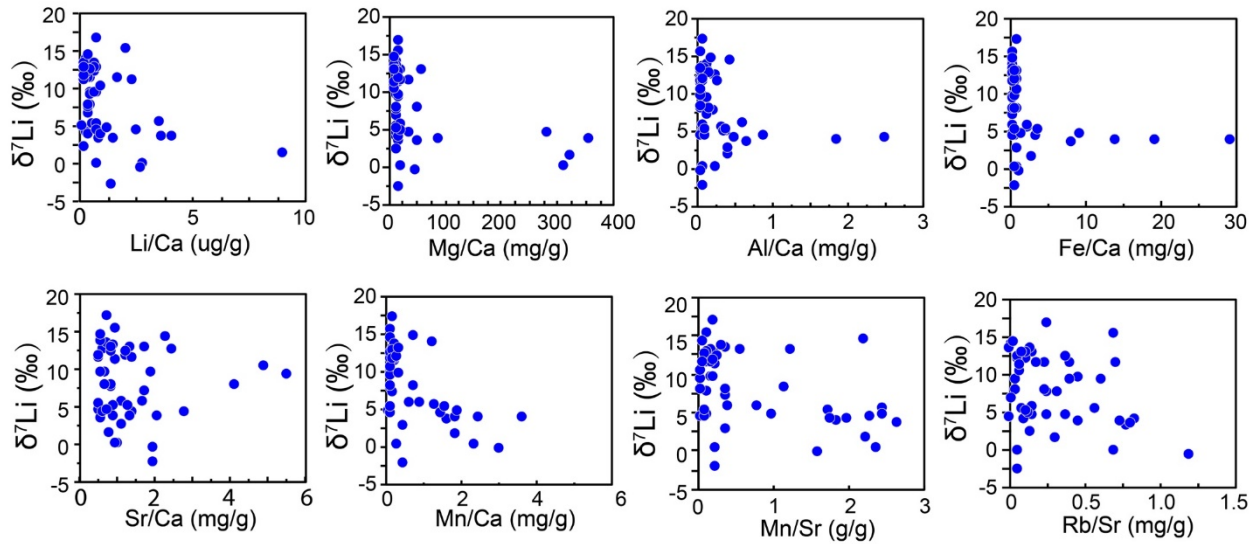 20
15
10
5
0
-5
δ⁷Li (‰)
0 5 10
Li/Ca (ug/g)
20
15
10
5
0
-5
δ⁷Li (‰)
0 100 200 300 400
Mg/Ca (mg/g)
20
15
10
5
0
-5
δ⁷Li (‰)
0 1 2 3
Al/Ca (mg/g)
20
15
10
5
0
-5
δ⁷Li (‰)
0 10 20 30
Fe/Ca (mg/g)
20
15
10
5
0
-5
δ⁷Li (‰)
0 2 4 6
Sr/Ca (mg/g)
20
15
10
5
0
-5
δ⁷Li (‰)
0 2 4 6
Mn/Ca (mg/g)
20
15
10
5
0
-5
δ⁷Li (‰)
0 1 2 3
Mn/Sr (g/g)
20
15
10
5
0
-5
δ⁷Li (‰)
0 0.5 1.0 1.5
Rb/Sr (mg/g)